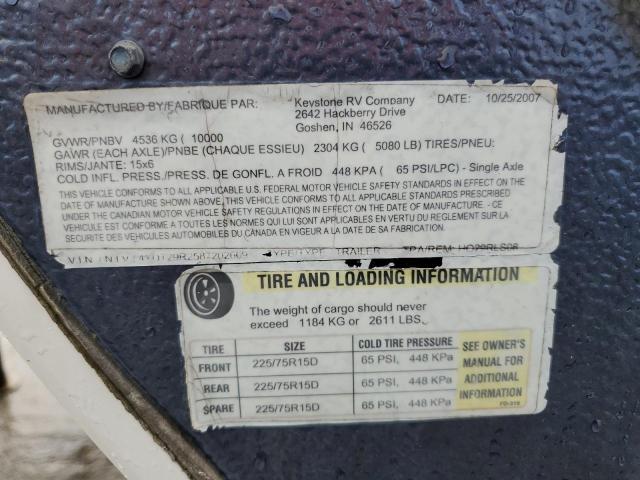 MANUFACTURED BY/FABRIQUE PAR: Keystone RV Company DATE: 10/25/2007
2642 Hackberry Drive
Goshen, IN 46526
GVWR/PNBV 4536 KG ( 10000
GAWR (EACH AXLE)/PNBE (CHAQUE ESSIEU) 2304 KG ( 5080 LB) TIRES/PNEU:
RIMS/JANTE: 15x6
COLD INFL. PRESS./PRESS. DE GONFL. A FROID 448 KPA ( 65 PSI/LPC) - Single Axle
THIS VEHICLE CONFORMS TO ALL APPLICABLE U.S. FEDERAL MOTOR VEHICLE SAFETY STANDARDS IN EFFECT ON THE
DATE OF MANUFACTURE SHOWN ABOVE. THIS VEHICLE CONFORMS TO ALL APPLICABLE STANDARDS PRESCRIBED
UNDER THE CANADIAN MOTOR VEHICLE SAFETY REGULATIONS IN EFFECT ON THE DATE OF MANUFACTURE.
CE VEHICULE EST CONFORME A TOUTES LES NORMES QUI LUI SONT APPLICABLES EN VERTU DU REGLEMENT SUR LA
SECURITE DES VEHICULES AUTOMOBILES DU CANADA EN VIGEUR A LA DATE DE SA FABRICATION
TYPE/TYPE TRAILER TRA/REM: HO29RLS08
TIRE AND LOADING INFORMATION
The weight of cargo should never
exceed 1184 KG or 2611 LBS.
TIRE SIZE COLD TIRE PRESSURE
FRONT 225/75R15D 65 PSI, 448 KPa
REAR 225/75R15D 65 PSI, 448 KPa
SPARE 225/75R15D 65 PSI, 448 KPa
SEE OWNER'S
MANUAL FOR
ADDITIONAL
INFORMATION